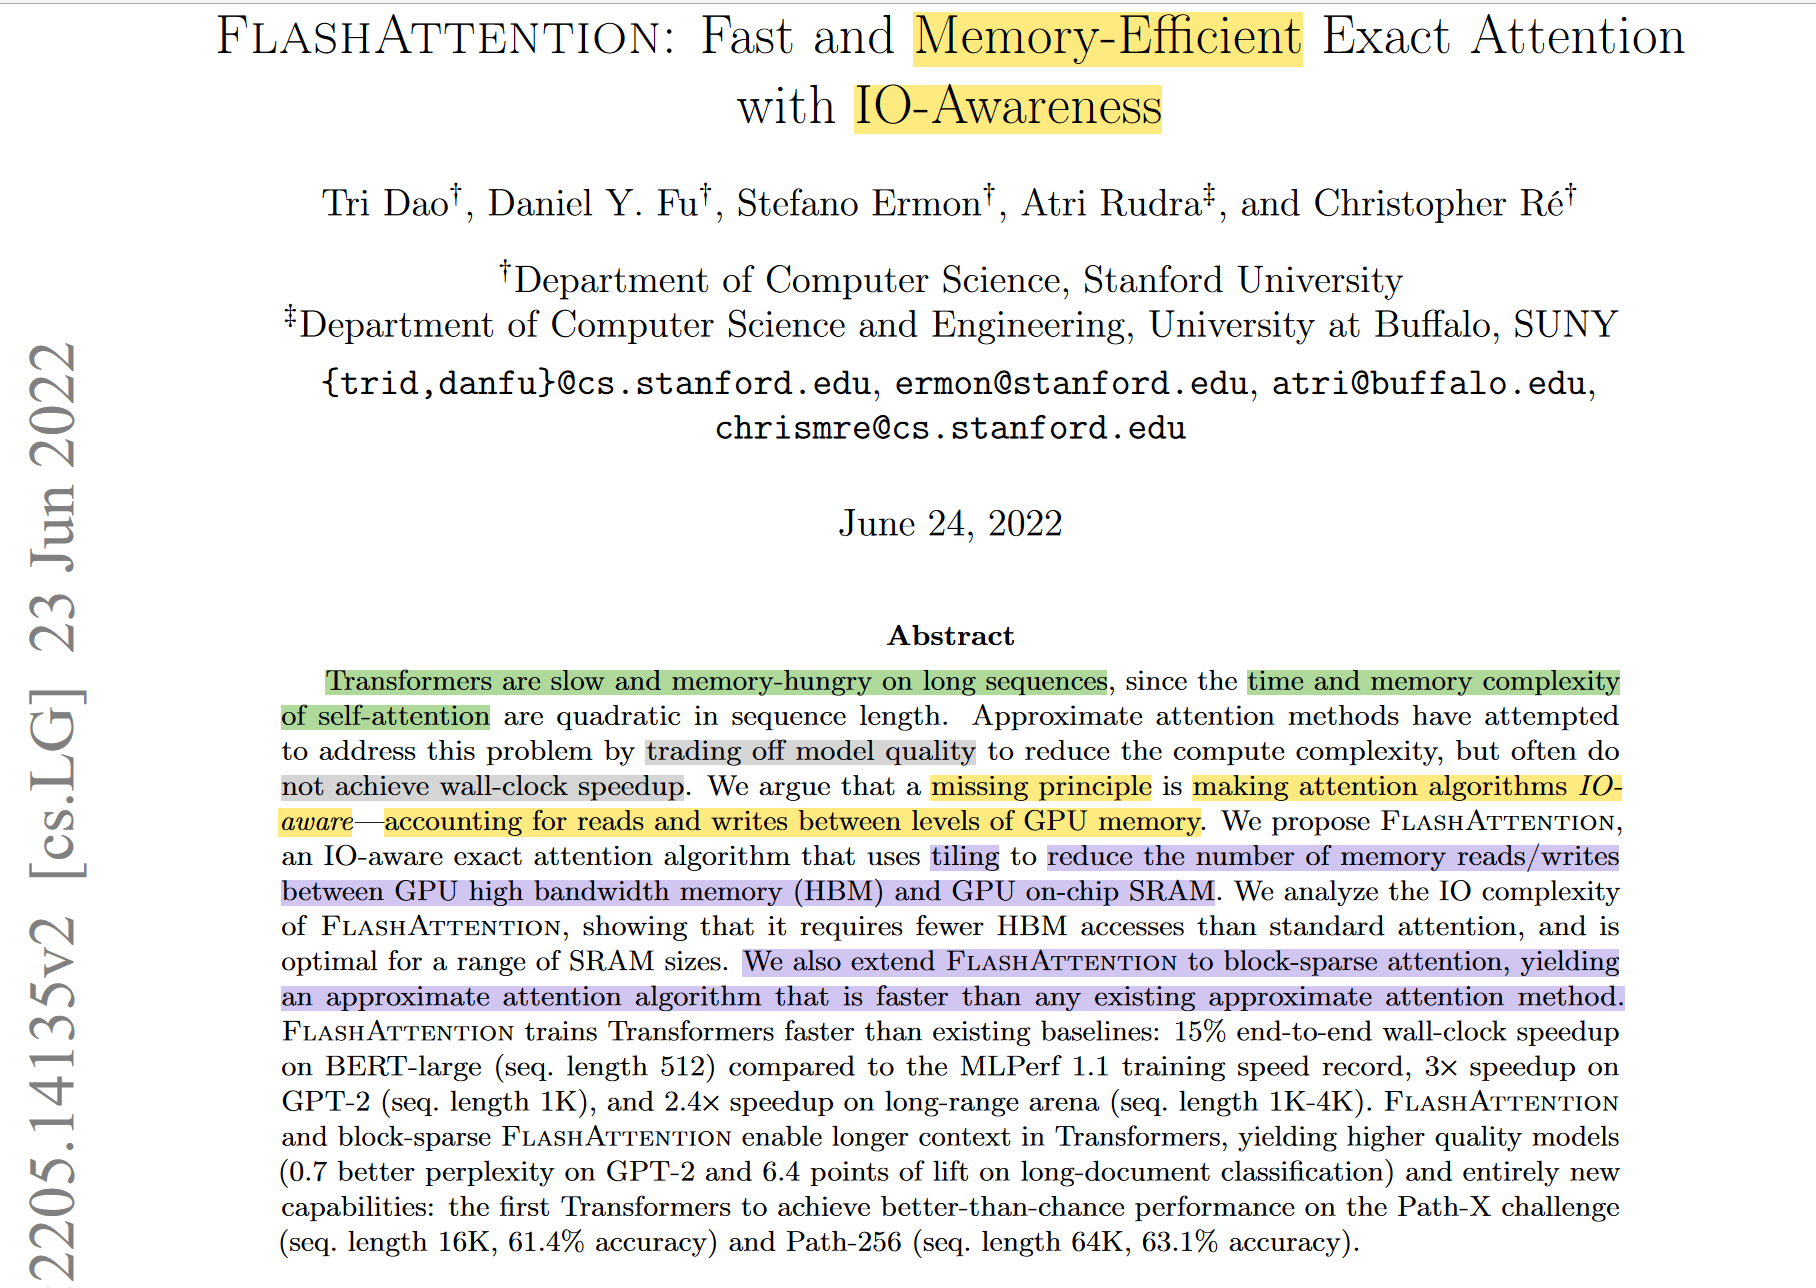 FLASHATTENTION: Fast and Memory-Efficient Exact Attention
with IO-Awareness
Tri Dao†, Daniel Y. Fu†, Stefano Ermon†, Atri Rudra‡, and Christopher Ré†
†Department of Computer Science, Stanford University
‡Department of Computer Science and Engineering, University at Buffalo, SUNY
{trid,danfu}@cs.stanford.edu, ermon@stanford.edu, atri@buffalo.edu,
chrismre@cs.stanford.edu
June 24, 2022
Abstract
Transformers are slow and memory-hungry on long sequences, since the time and memory complexity
of self-attention are quadratic in sequence length. Approximate attention methods have attempted
to address this problem by trading off model quality to reduce the compute complexity, but often do
not achieve wall-clock speedup. We argue that a missing principle is making attention algorithms IO-
aware—accounting for reads and writes between levels of GPU memory. We propose FLASHATTENTION,
an IO-aware exact attention algorithm that uses tiling to reduce the number of memory reads/writes
between GPU high bandwidth memory (HBM) and GPU on-chip SRAM. We analyze the IO complexity
of FLASHATTENTION, showing that it requires fewer HBM accesses than standard attention, and is
optimal for a range of SRAM sizes. We also extend FLASHATTENTION to block-sparse attention, yielding
an approximate attention algorithm that is faster than any existing approximate attention method.
FLASHATTENTION trains Transformers faster than existing baselines: 15% end-to-end wall-clock speedup
on BERT-large (seq. length 512) compared to the MLPerf 1.1 training speed record, 3× speedup on
GPT-2 (seq. length 1K), and 2.4× speedup on long-range arena (seq. length 1K-4K). FLASHATTENTION
and block-sparse FLASHATTENTION enable longer context in Transformers, yielding higher quality models
(0.7 better perplexity on GPT-2 and 6.4 points of lift on long-document classification) and entirely new
capabilities: the first Transformers to achieve better-than-chance performance on the Path-X challenge
(seq. length 16K, 61.4% accuracy) and Path-256 (seq. length 64K, 63.1% accuracy).
:2205.14135v2 [cs.LG] 23 Jun 2022